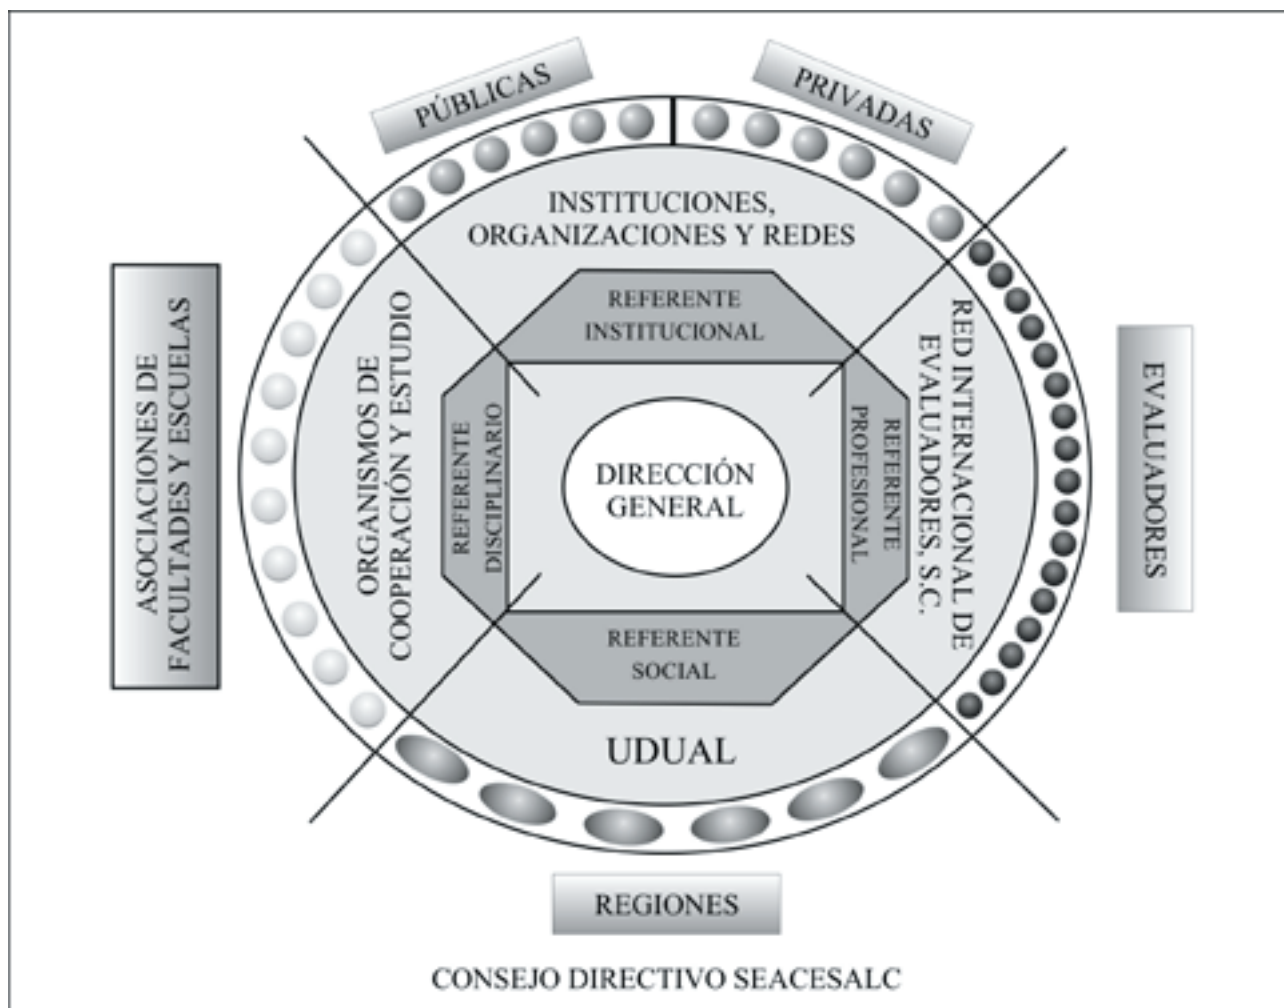 PÚBLICAS
PRIVADAS
INSTITUCIONES,
ORGANIZACIONES Y REDES
REFERENTE
INSTITUCIONAL
ASOCIACIONES DE
FACULTADES Y ESCUELAS
ORGANISMOS DE
COOPERACIÓN Y ESTUDIO
REFERENTE
DISCIPLINARIO
DIRECCIÓN
GENERAL
REFERENTE
PROFESIONAL
RED INTERNACIONAL DE
EVALUADORES, S.C.
EVALUADORES
REFERENTE
SOCIAL
UDUAL
REGIONES
CONSEJO DIRECTIVO SEACESALC